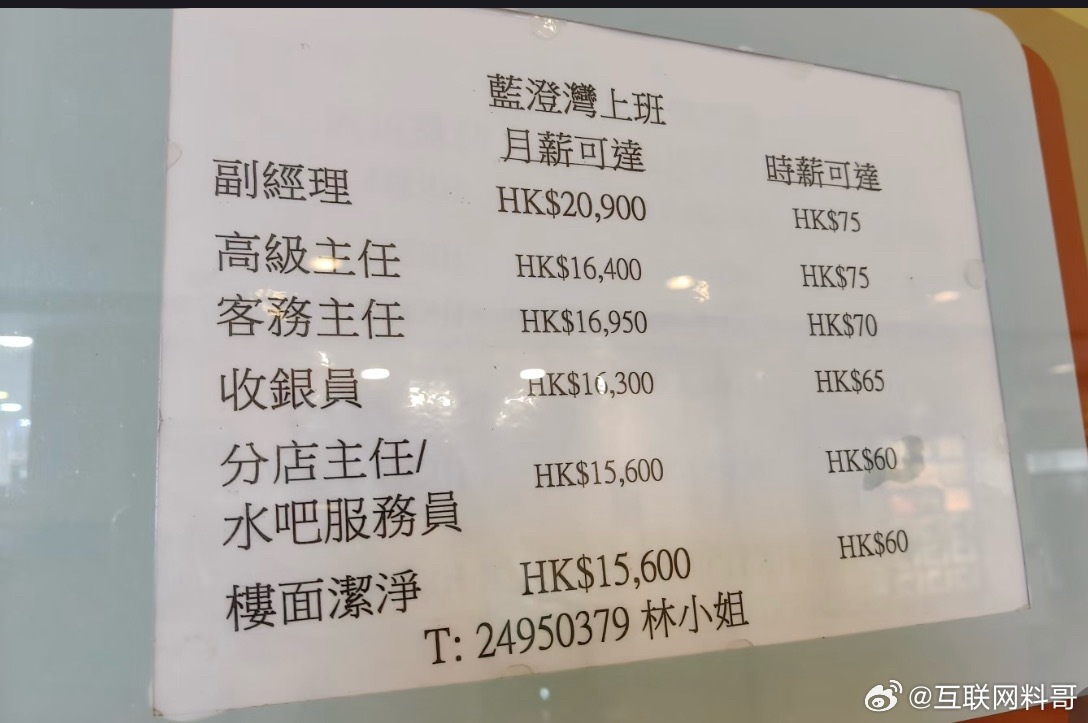 藍澄灣上班
月薪可達 時薪可達
副經理 HK$20,900 HK$75
高級主任 HK$16,400 HK$75
客務主任 HK$16,950 HK$70
收銀員 HK$16,300 HK$65
分店主任/
水吧服務員 HK$15,600 HK$60
樓面潔淨 HK$15,600 HK$60
T: 24950379 林小姐
@互联网料哥